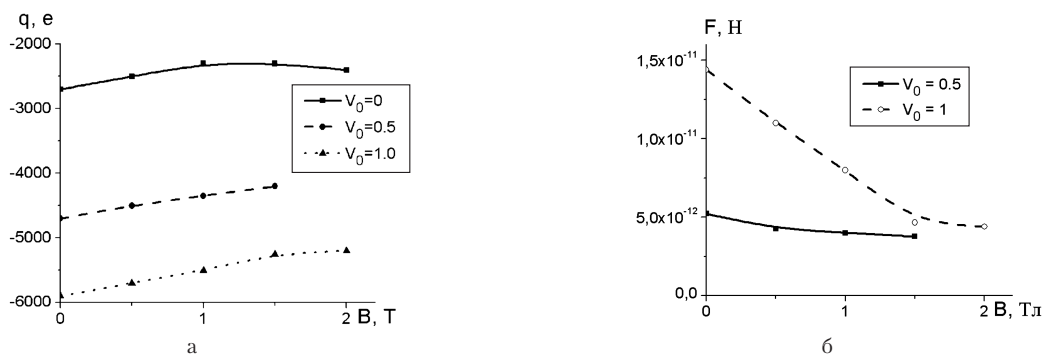 q, e
-2000
-3000
-4000
-5000
-6000
0
1
2
B, T
V0=0
V0=0.5
V0=1.0
а
F, Н
1,5x10-11
1,0x10-11
5,0x10-12
0,0
0
1
2
B, Тл
V0 = 0.5
V0 = 1
б